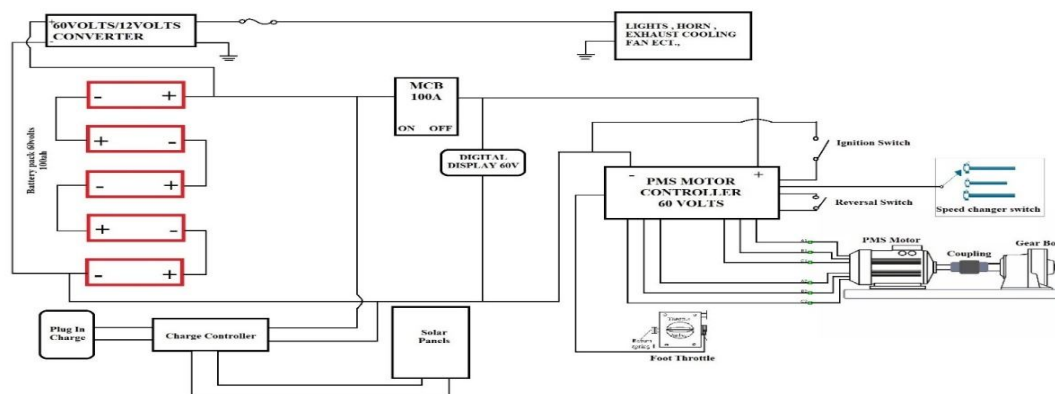 60VOLTS/12VOLTS
CONVERTER
+
-
LIGHTS , HORN ,
EXHAUST COOLING
FAN ECT.,
Battery pack 60volts
100ah
- +
+ -
- +
+ -
- +
MCB
100A
ON OFF
DIGITAL
DISPLAY 60V
- +
PMS MOTOR
CONTROLLER
60 VOLTS
Ignition Switch
Reversal Switch
Speed changer switch
PMS Motor
Coupling
Gear Bo
Plug In
Charge
Charge Controller
Solar
Panels
Foot Throttle